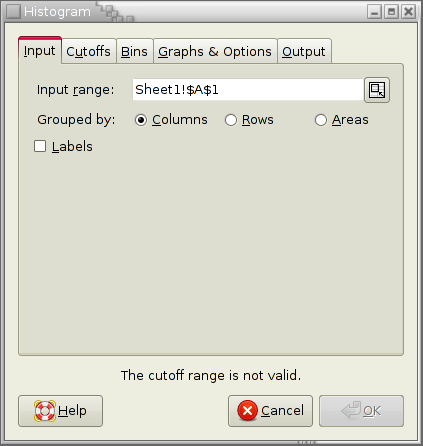 Histogram
Input Cutoffs Bins Graphs & Options Output
Input range: Sheet1!$A$1
Grouped by: Columns Rows Areas
Labels
The cutoff range is not valid.
Help Cancel OK